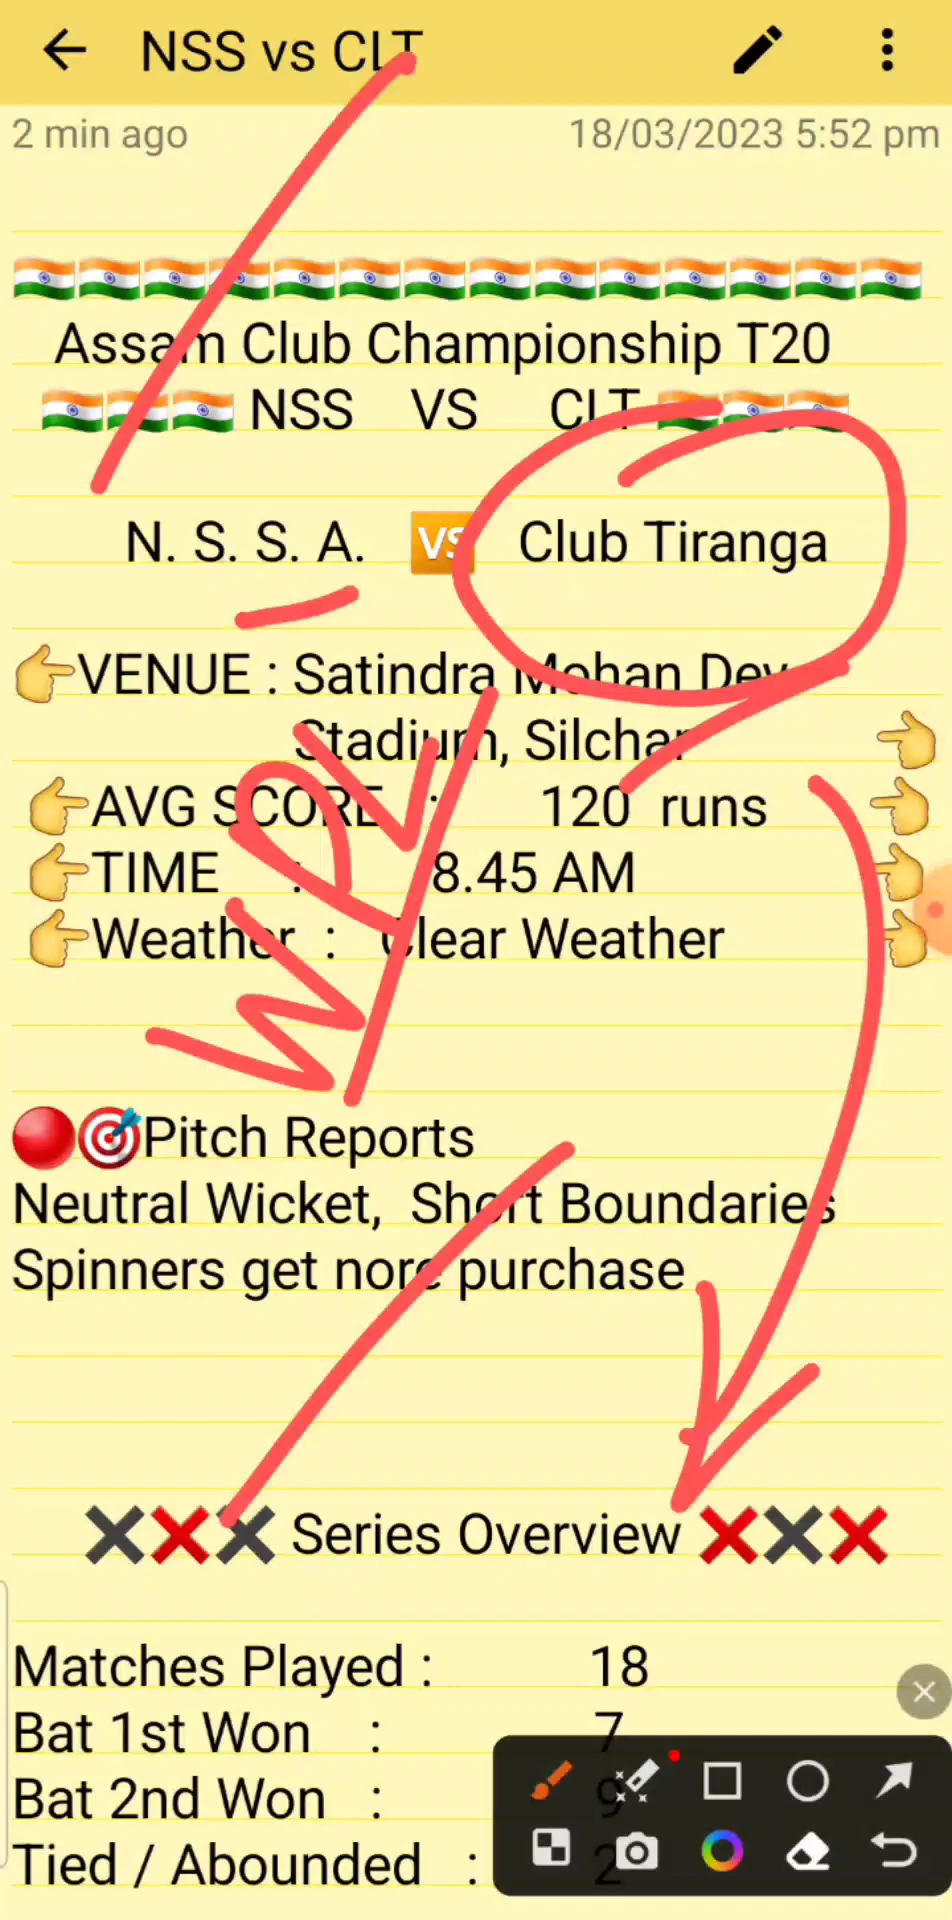 NSS vs CLT
2 min ago 18/03/2023 5:52 pm
Assam Club Championship T20
NSS VS CLT
N. S. S. A. VS Club Tiranga
VENUE : Satindra Mohan Dev
Stadium, Silchar
AVG SCORE : 120 runs
TIME : 8.45 AM
Weather : Clear Weather
WPL
Pitch Reports
Neutral Wicket, Short Boundaries
Spinners get nore purchase
Series Overview
Matches Played : 18
Bat 1st Won : 7
Bat 2nd Won : 9
Tied / Abounded : 2